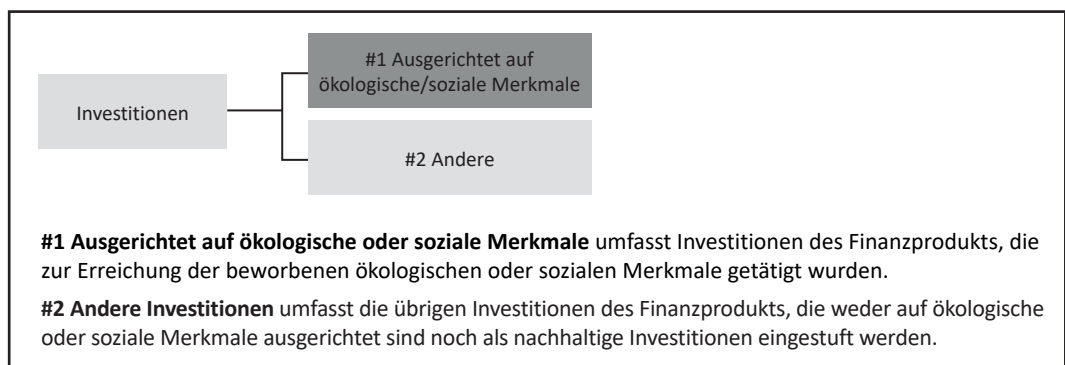 #1 Ausgerichtet auf
ökologische/soziale Merkmale
Investitionen
#2 Andere
#1 Ausgerichtet auf ökologische oder soziale Merkmale umfasst Investitionen des Finanzprodukts, die
zur Erreichung der beworbenen ökologischen oder sozialen Merkmale getätigt wurden.
#2 Andere Investitionen umfasst die übrigen Investitionen des Finanzprodukts, die weder auf ökologische
oder soziale Merkmale ausgerichtet sind noch als nachhaltige Investitionen eingestuft werden.